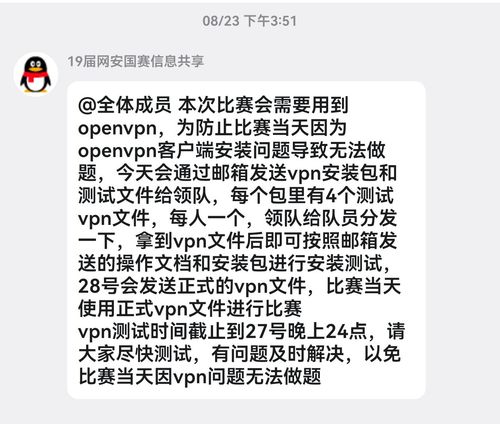 08/23 下午3:51
19届网安国赛信息共享
@全体成员 本次比赛会需要用到
openvpn，为防止比赛当天因为
openvpn客户端安装问题导致无法做
题，今天会通过邮箱发送vpn安装包和
测试文件给领队，每个包里有4个测试
vpn文件，每人一个，领队给队员分发
一下，拿到vpn文件后即可按照邮箱发
送的操作文档和安装包进行安装测试，
28号会发送正式的vpn文件，比赛当天
使用正式vpn文件进行比赛
vpn测试时间截止到27号晚上24点，请
大家尽快测试，有问题及时解决，以免
比赛当天因vpn问题无法做题